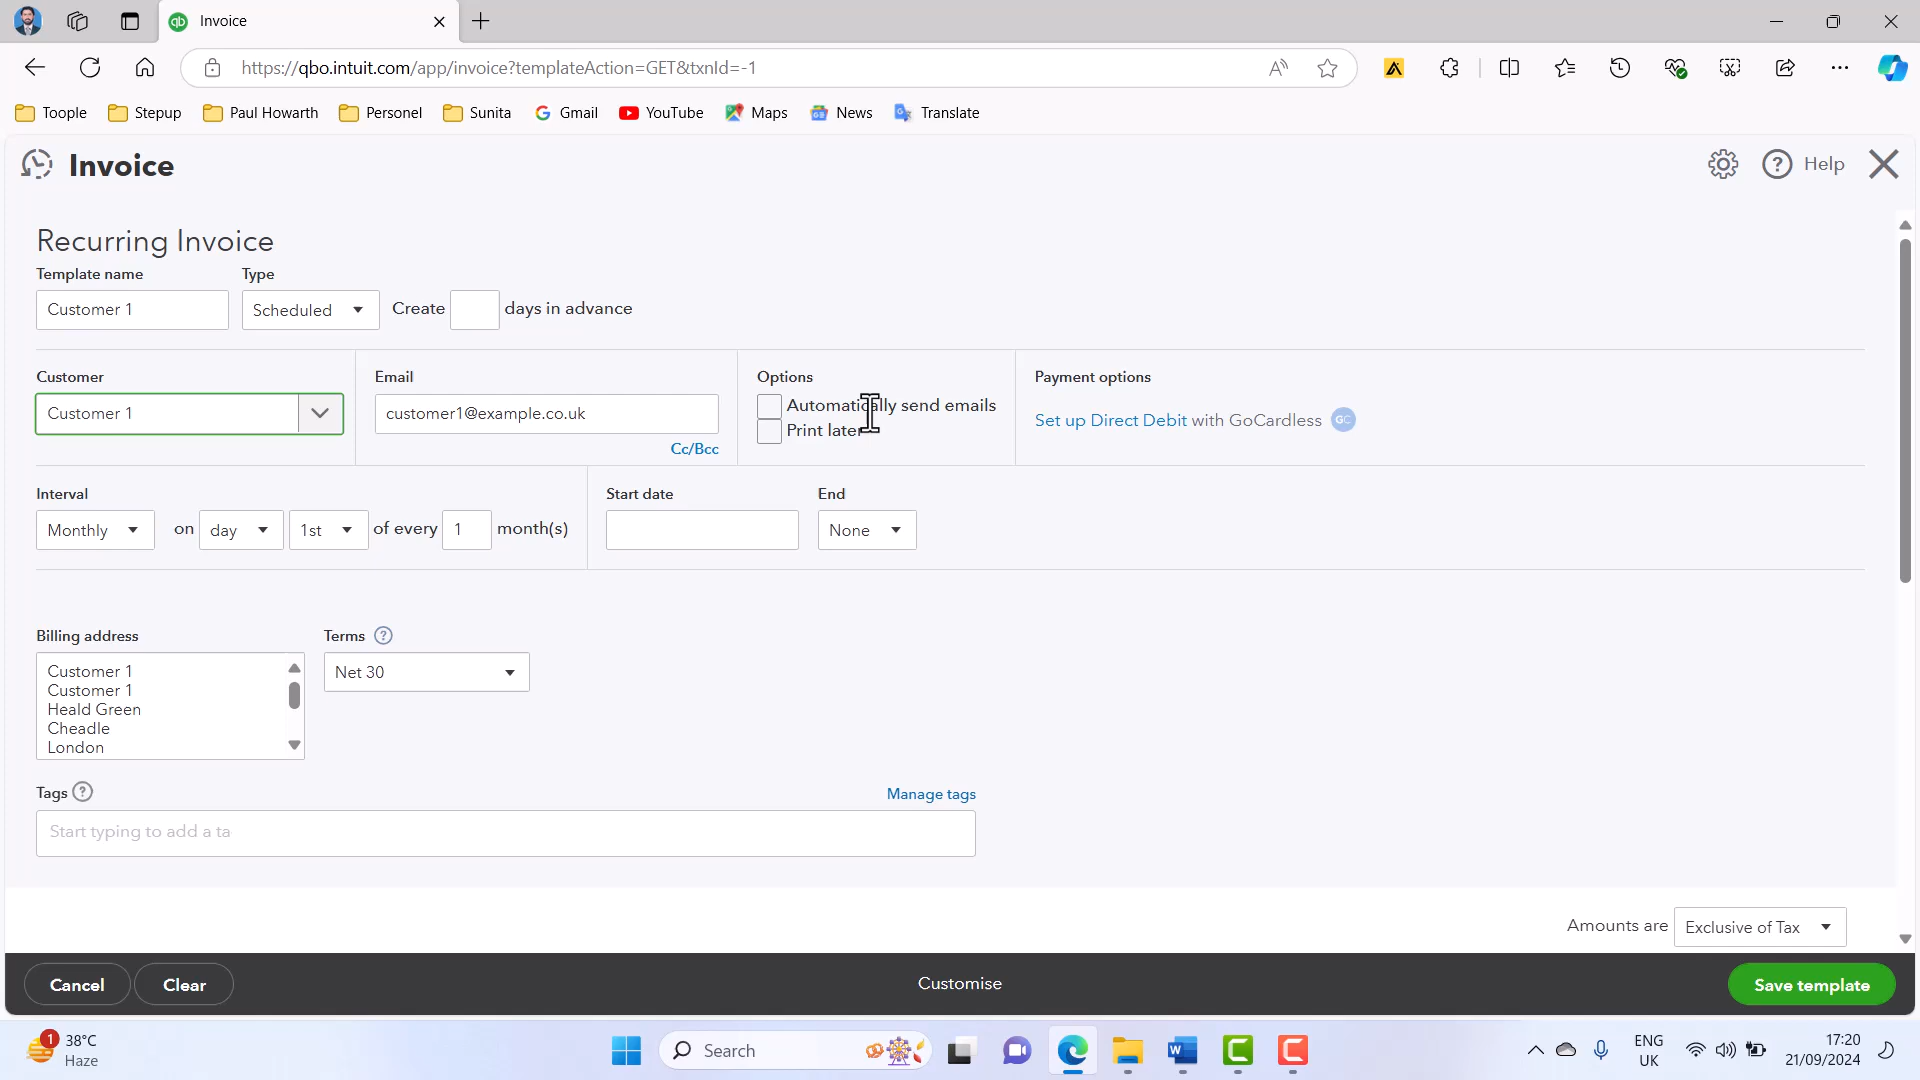 Invoice
https://qbo.intuit.com/app/invoice?templateAction=GET&txnId=-1
Toople Stepup Paul Howarth Personel Sunita Gmail YouTube Maps News Translate
Invoice
Help
Recurring Invoice
Template name Type
Customer 1 Scheduled Create days in advance
Customer Email Options Payment options
Customer 1 customer1@example.co.uk Automatically send emails Set up Direct Debit with GoCardless GC
Print later
Cc/Bcc
Interval Start date End
Monthly on day 1st of every 1 month(s) None
Billing address Terms
Customer 1 Net 30
Customer 1
Heald Green
Cheadle
London
Tags Manage tags
Start typing to add a ta
Amounts are Exclusive of Tax
Cancel Clear Customise Save template
1 38°C
Haze
Search
ENG
UK
17:20
21/09/2024